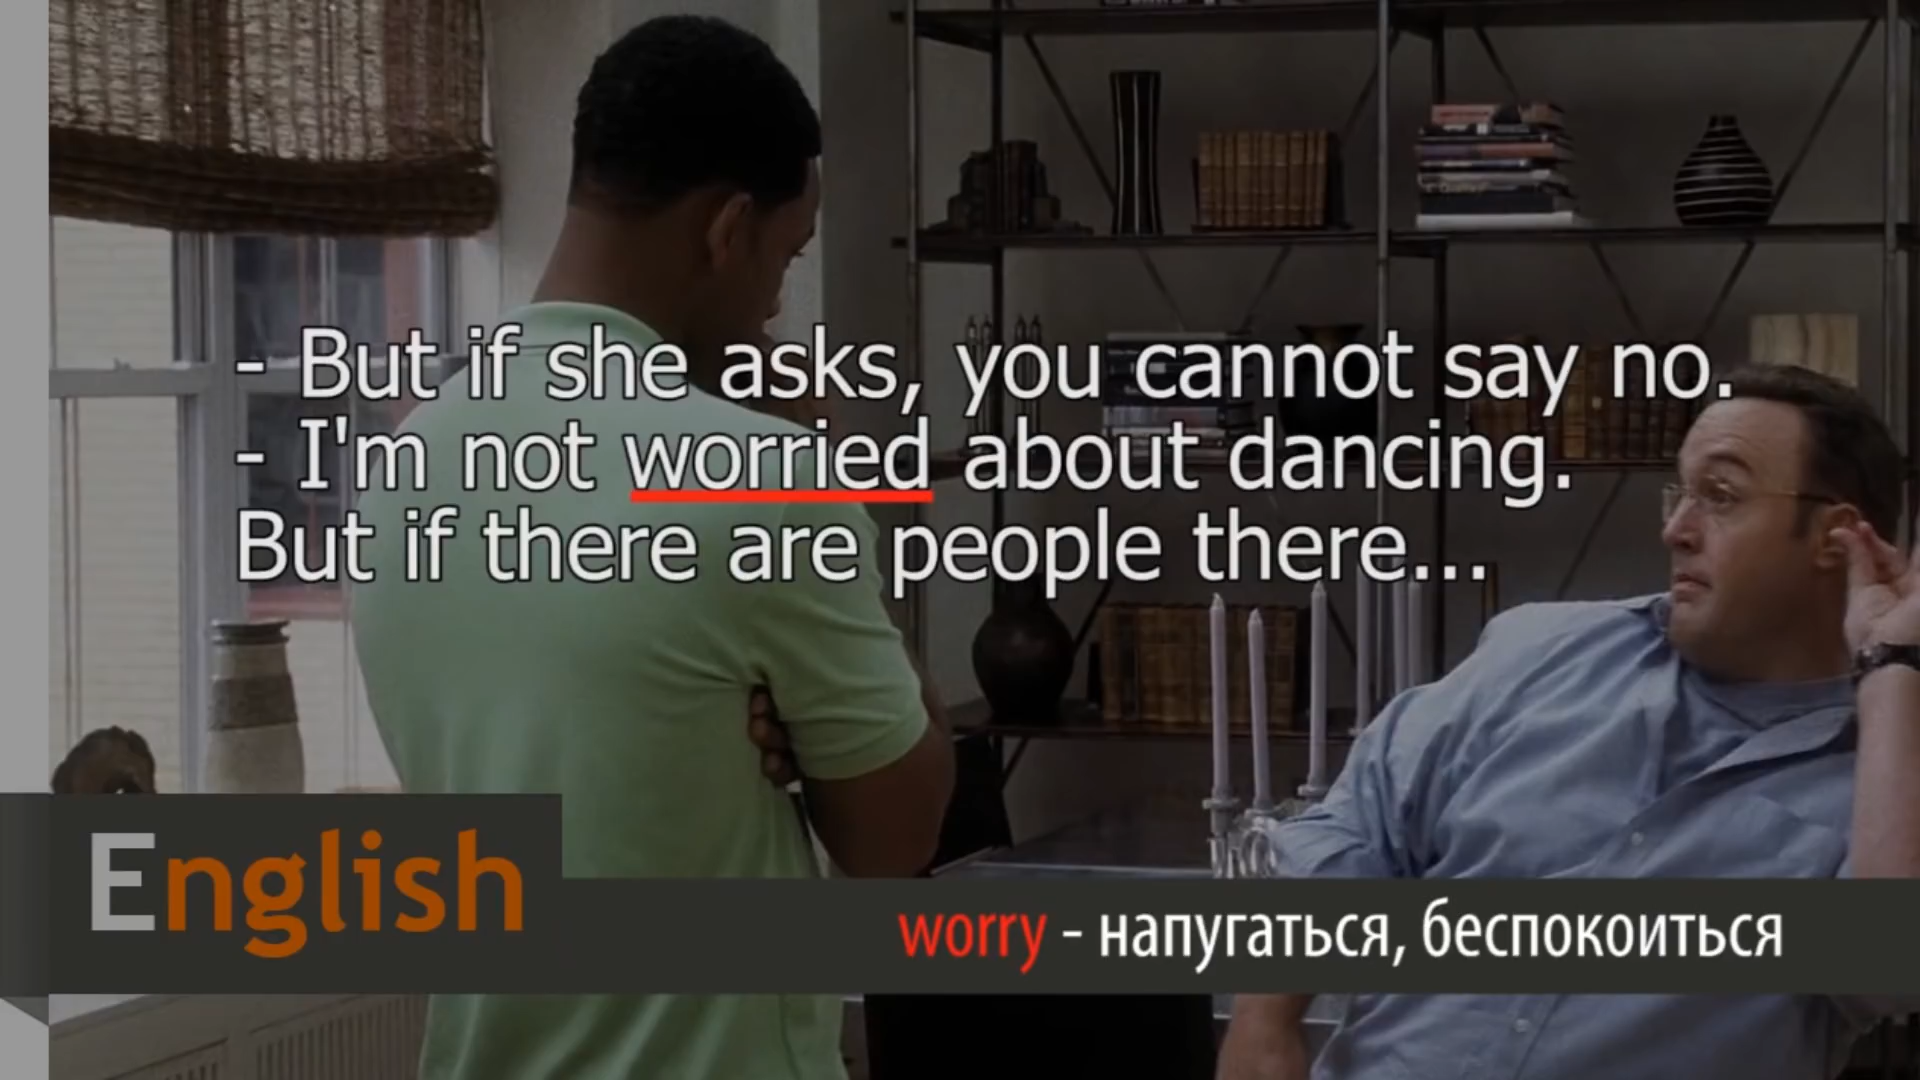 - But if she asks, you cannot say no.
- I'm not worried about dancing.
But if there are people there...
English
worry - напугаться, беспокоиться